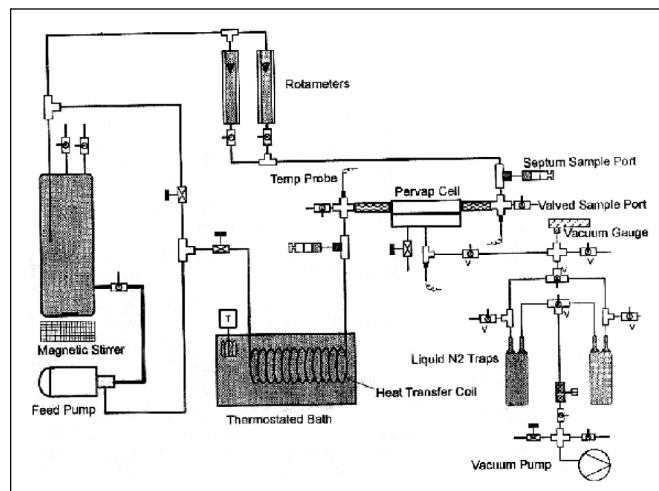 Rotameters
Septum Sample Port
Temp Probe
Pervap Cell
Valved Sample Port
Vacuum Gauge
V
V
V
V
V
V
T
Magnetic Stirrer
Liquid N2 Traps
Heat Transfer Coil
Feed Pump
Thermostated Bath
Vacuum Pump